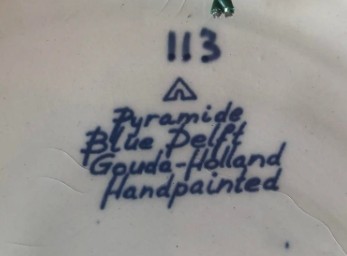 113
Pyramide
Blue Delft
Gouda-Holland
Handpainted